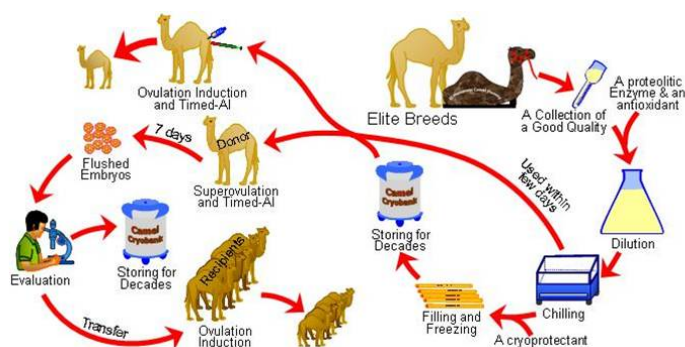 Ovulation Induction
and Timed-AI
Elite Breeds
A Collection of
a Good Quality
A proteolitic
Enzyme & an
antioxidant
7 days
Donor
Flushed
Embryos
Superovulation
and Timed-AI
Used within
few days
Camel
Cryobank
Storing for
Decades
Dilution
Evaluation
Camel
Cryobank
Storing for
Decades
Recipients
Chilling
Filling and
Freezing
A cryoprotectant
Transfer
Ovulation
Induction